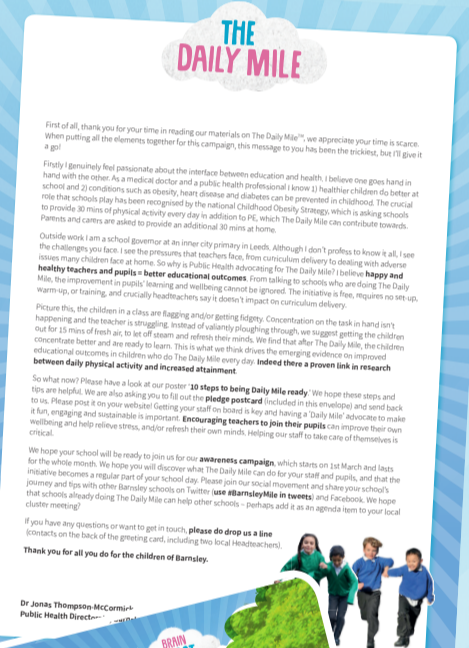 THE
DAILY MILE
First of all, thank you for your time in reading our materials on The Daily Mile™, we appreciate your time is scarce.
When putting all the elements together for this campaign, this message to you has been the trickiest, but I'll give it
a go!
Firstly I genuinely feel passionate about the interface between education and health. I believe one goes hand in
hand with the other. As a medical doctor and a public health professional I know 1) healthier children do better at
school and 2) conditions such as obesity, heart disease and diabetes can be prevented in childhood. The crucial
role that schools play has been recognised by the national Childhood Obesity Strategy, which is asking schools
to provide 30 mins of physical activity every day in addition to PE, which The Daily Mile can contribute towards.
Parents and carers are asked to provide an additional 30 mins at home.
Outside work I am a school governor at an inner city primary in Leeds. Although I don't profess to know it all, I see
the challenges you face. I see the pressures that teachers face, from curriculum delivery to dealing with adverse
issues many children face at home. So why is Public Health advocating for The Daily Mile? I believe happy and
healthy teachers and pupils = better educational outcomes. From talking to schools who are doing The Daily
Mile, the improvement in pupils' learning and wellbeing cannot be ignored. The initiative is free, requires no set-up,
warm-up, or training, and crucially headteachers say it doesn't impact on curriculum delivery.
Picture this, the children in a class are flagging and/or getting fidgety. Concentration on the task in hand isn't
happening and the teacher is struggling. Instead of valiantly ploughing through, we suggest getting the children
out for 15 mins of fresh air, to let off steam and refresh their minds. We find that after The Daily Mile, the children
concentrate better and are ready to learn. This is what we think drives the emerging evidence on improved
educational outcomes in children who do The Daily Mile every day. Indeed there a proven link in research
between daily physical activity and increased attainment.
So what now? Please have a look at our poster '10 steps to being Daily Mile ready.' We hope these steps and
tips are helpful. We are also asking you to fill out the pledge postcard (included in this envelope) and send back
to us. Please post it on your website! Getting your staff on board is key and having a 'Daily Mile' advocate to make
it fun, engaging and sustainable is important. Encouraging teachers to join their pupils can improve their own
wellbeing and help relieve stress, and/or refresh their own minds. Helping our staff to take care of themselves is
critical.
We hope your school will be ready to join us for our awareness campaign, which starts on 1st March and lasts
for the whole month. We hope you will discover what The Daily Mile can do for your staff and pupils, and that the
initiative becomes a regular part of your school day. Please join our social movement and share your school's
journey and tips with other Barnsley schools on Twitter (use #BarnsleyMile in tweets) and Facebook. We hope
that schools already doing The Daily Mile can help other schools – perhaps add it as an agenda item to your local
cluster meeting?
If you have any questions or want to get in touch, please do drop us a line
(contacts on the back of the greeting card, including two local Headteachers).
Thank you for all you do for the children of Barnsley.
Dr Jonas Thompson-McCormick
Public Health
BRAIN